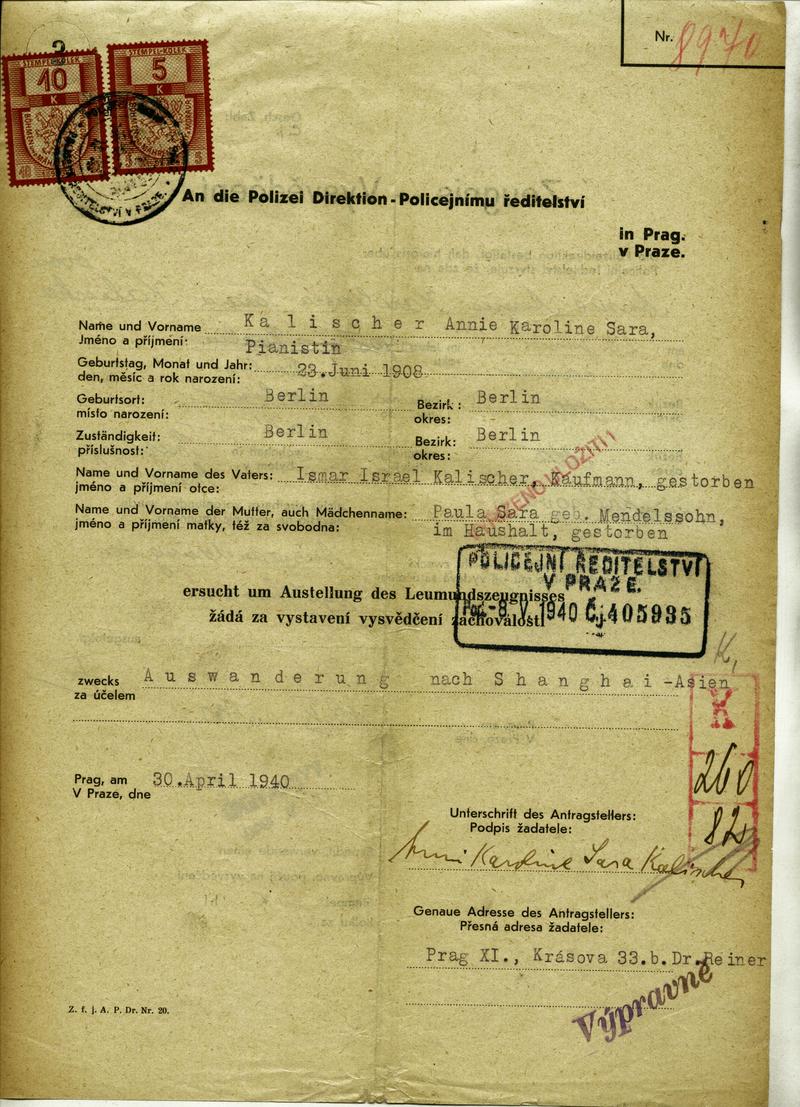 Nr. 8970
STEMPEL-KOLEK
10
K
STEMPEL-KOLEK
5
K
An die Polizei Direktion - Policejnímu ředitelství
in Prag.
v Praze.
Name und Vorname Kalischer Annie Karoline Sara,
Jméno a příjmení: Pianistin
Geburtstag, Monat und Jahr: 23.Juni 1908
den, měsíc a rok narození:
Geburtsort: Berlin Bezirk: Berlin
místo narození: okres:
Zuständigkeit: Berlin Bezirk: Berlin
příslušnost: okres:
Name und Vorname des Vaters: Ismar Israel Kalischer, Kaufmann, gestorben
jméno a příjmení otce:
Name und Vorname der Mutter, auch Mädchenname: Paula Sara geb. Mendelssohn,
jméno a příjmení matky, též za svobodna: im Haushalt, gestorben
POLICEJNÍ ŘEDITELSTVÍ
V PRAZE.
-8. V. 1940 Čj. 405935
ersucht um Austellung des Leumundszeugnisses
žádá za vystavení vysvědčení zachovalosti
K,
zwecks Auswanderung nach Shanghai-Asien
za účelem
K
260
82
Prag, am 30.April 1940
V Praze, dne
Unterschrift des Antragstellers:
Podpis žadatele:
Anni Karoline Sara Kalischer
Genaue Adresse des Antragstellers:
Přesná adresa žadatele:
Prag XI., Krásova 33.b.Dr.Reiner
Výpravně
Z. f. j. A. P. Dr. Nr. 20.